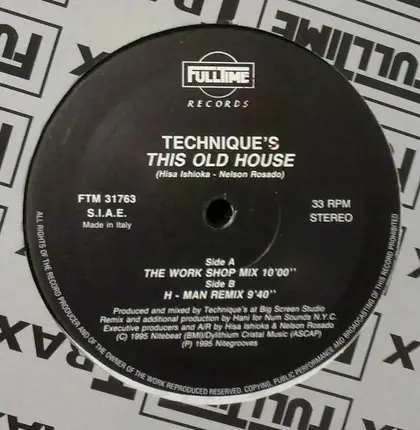 FULLTIME
RECORDS
TECHNIQUE'S
THIS OLD HOUSE
(Hisa Ishioka - Nelson Rosado)
FTM 31763
S.I.A.E.
Made in Italy
33 RPM
STEREO
Side A
THE WORK SHOP MIX 10'00''
Side B
H - MAN REMIX 9'40''
Produced and mixed by Technique's at Big Screen Studio
Remix and additional production by Hani for Num Sounds N.Y.C.
Executive producers and A/R by Hisa Ishioka & Nelson Rosado
(C) 1995 Nitebeat (BMI)/Dylithium Cristal Music (ASCAP)
(P) 1995 Nitegrooves
ALL RIGHTS OF THE RECORD PRODUCER AND OF THE OWNER OF THE WORK REPRODUCED RESERVED. COPYING, PUBLIC PERFORMANCE AND BROADCASTING OF THIS RECORD PROHIBITED
FULLTIME
TRAX